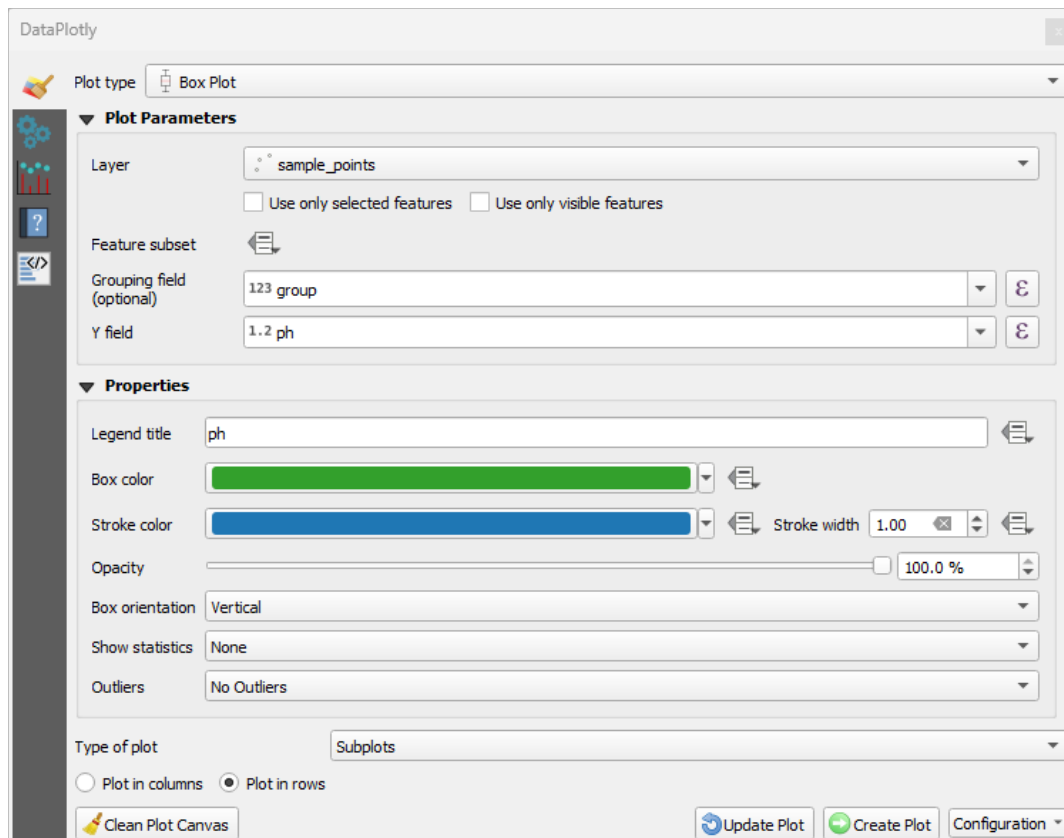 DataPlotly
Plot type Box Plot
Plot Parameters
Layer sample_points
Use only selected features Use only visible features
Feature subset
Grouping field
(optional)
123 group ε
Y field 1.2 ph ε
Properties
Legend title ph
Box color
Stroke color Stroke width 1.00
Opacity 100.0 %
Box orientation Vertical
Show statistics None
Outliers No Outliers
Type of plot Subplots
Plot in columns Plot in rows
Clean Plot Canvas Update Plot Create Plot Configuration